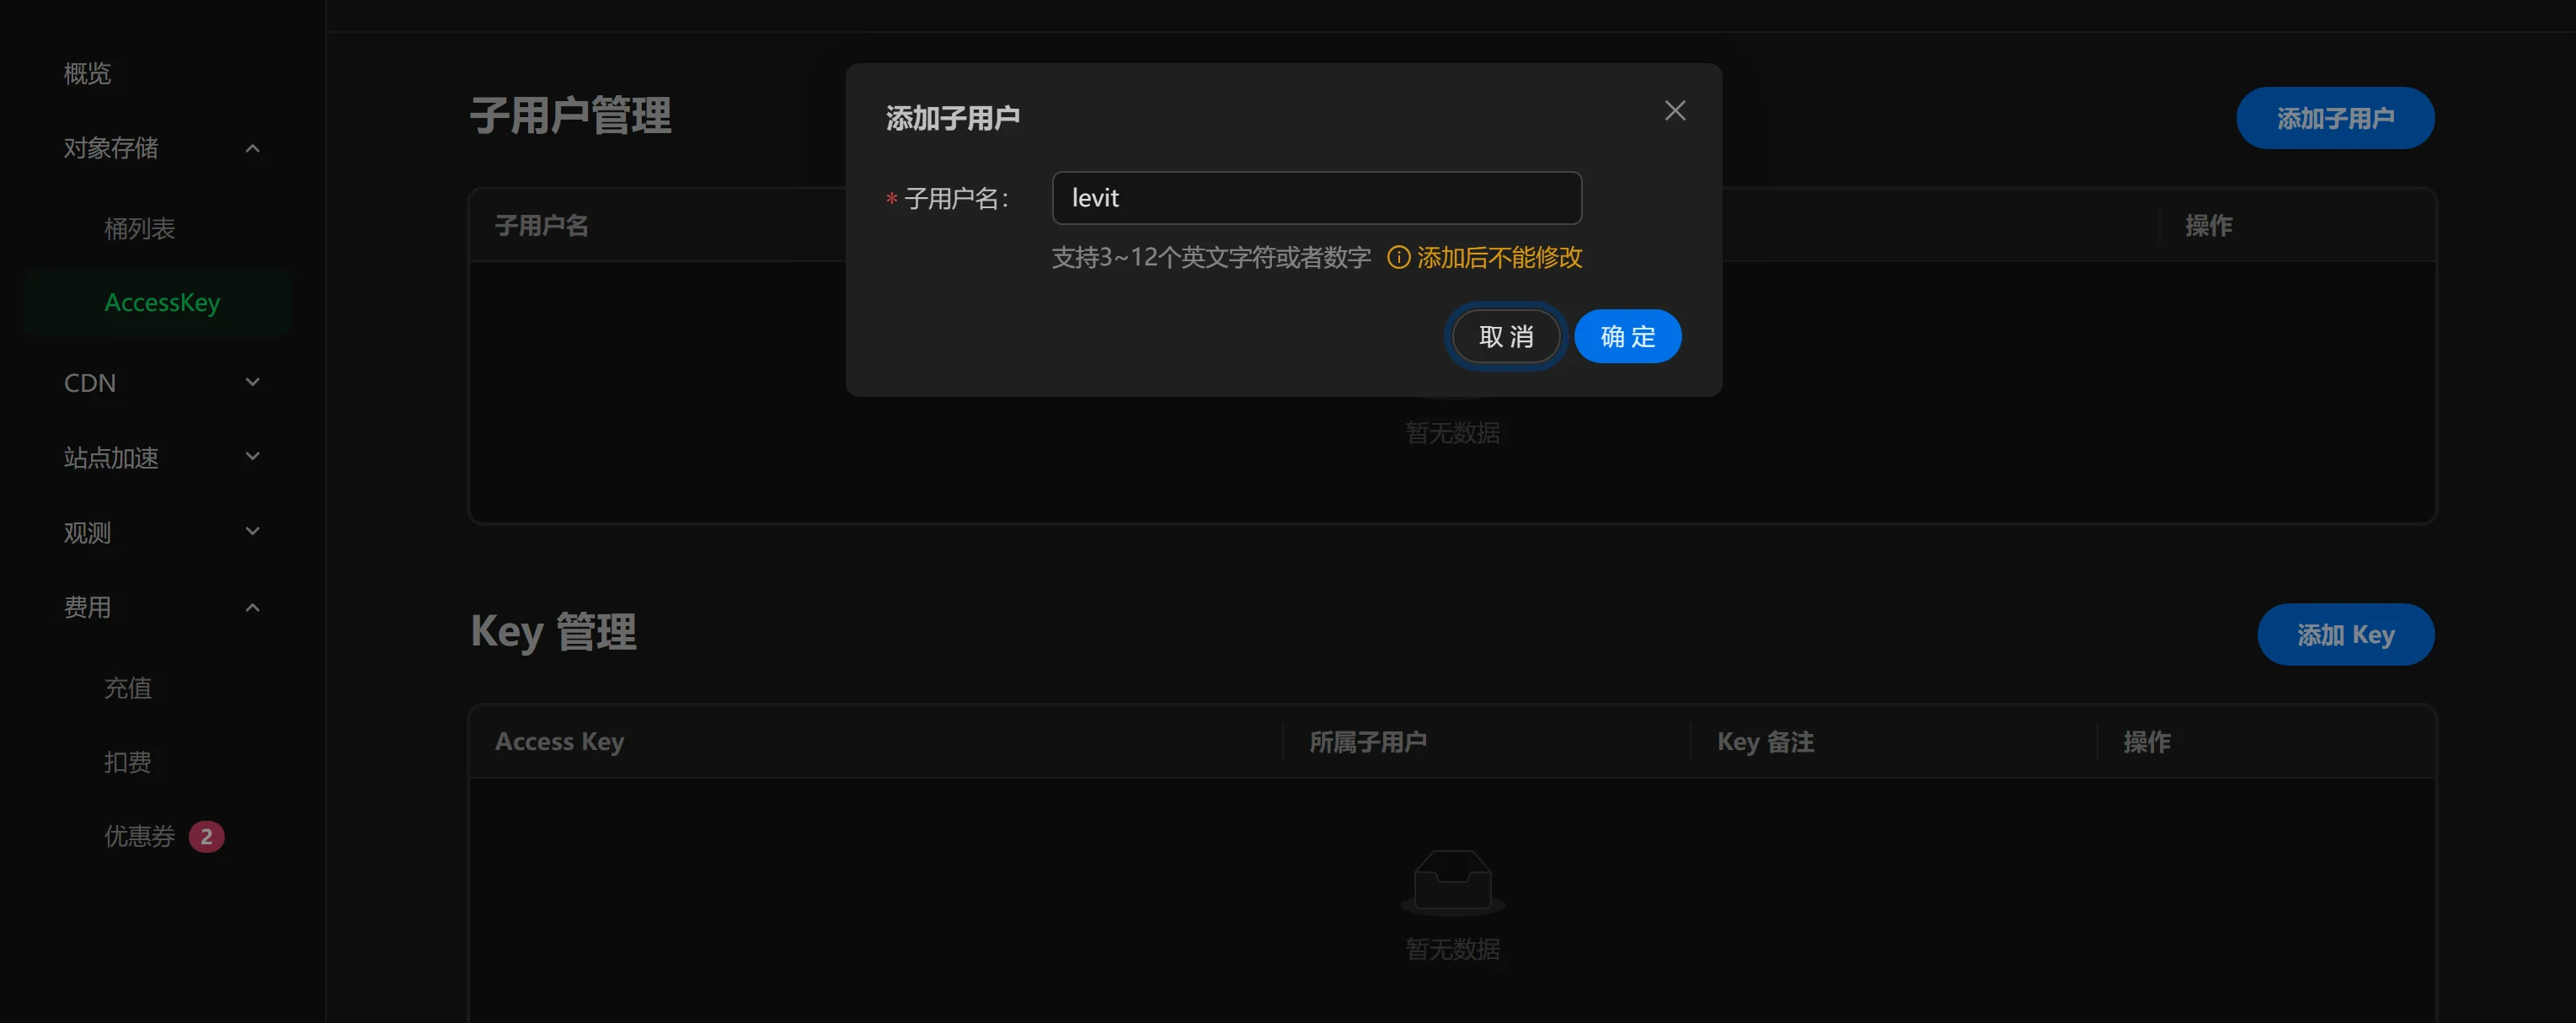 概览
对象存储
桶列表
AccessKey
CDN
站点加速
观测
费用
充值
扣费
优惠券 2
子用户管理
添加子用户
子用户名
操作
暂无数据
添加子用户
* 子用户名:
levit
支持3~12个英文字符或者数字 添加后不能修改
取 消
确 定
Key 管理
添加 Key
Access Key
所属子用户
Key 备注
操作
暂无数据